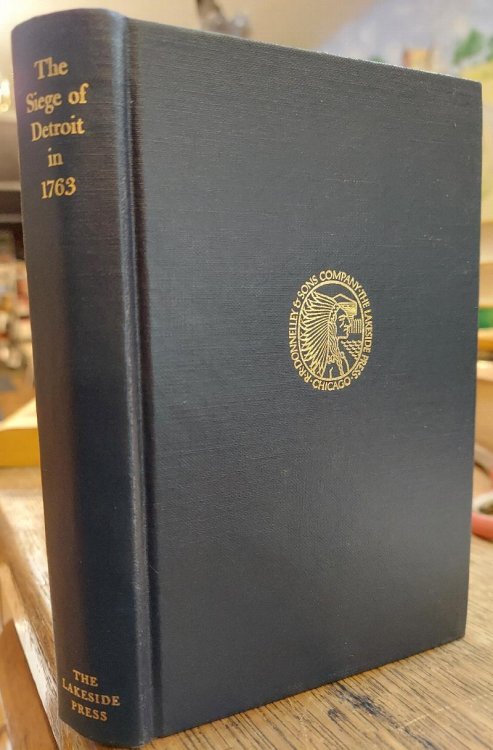 The
Siege of
Detroit
in
1763
THE
LAKESIDE
PRESS
R·R·DONNELLEY & SONS COMPANY·THE LAKESIDE PRESS·CHICAGO·